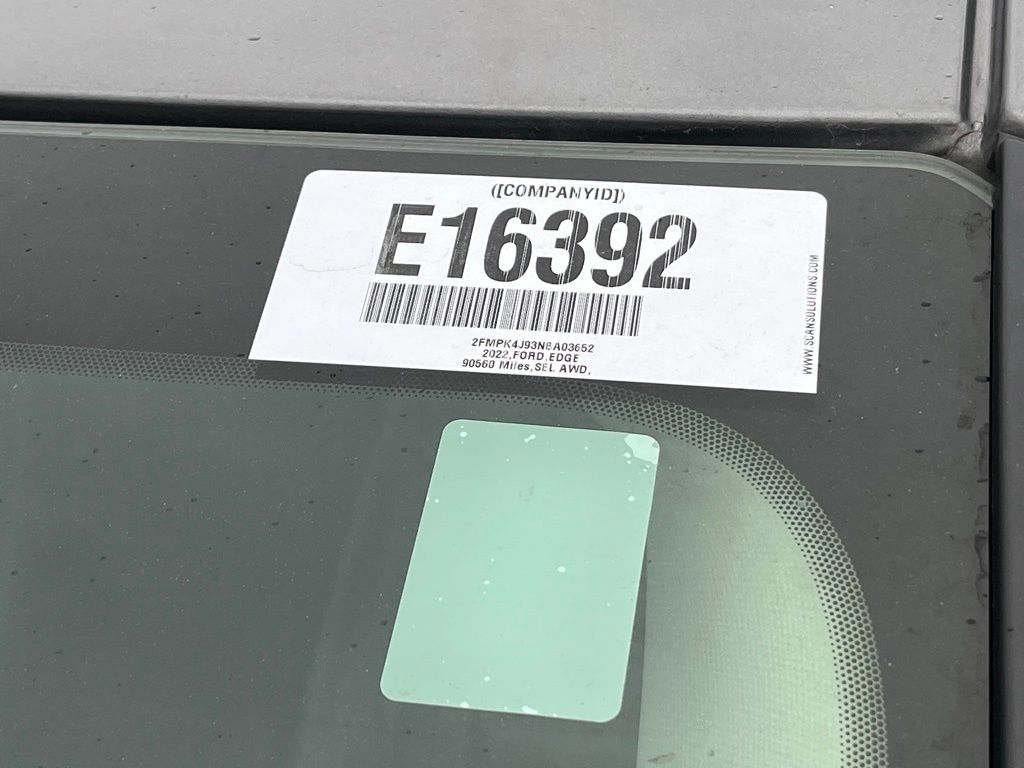 ([COMPANYID])
E16392
2FMPK4J93NBA03652
2022,FORD,EDGE
90560 Miles,SEL AWD,
WWW.SCANSOLUTIONS.COM